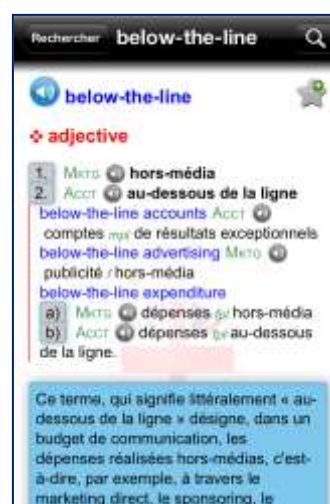 Rechercher below-the-line
below-the-line
❖ adjective
1. MKTG hors-média
2. ACCT au-dessous de la ligne
below-the-line accounts ACCT
comptes mpl de résultats exceptionnels
below-the-line advertising MKTG
publicité f hors-média
below-the-line expenditure
a) MKTG dépenses fpl hors-média
b) ACCT dépenses fpl au-dessous
de la ligne.
Ce terme, qui signifie littéralement « au-
dessous de la ligne » désigne, dans un
budget de communication, les
dépenses réalisées hors-médias, c'est-
à-dire, par exemple, à travers le
marketing direct, le sponsoring, le